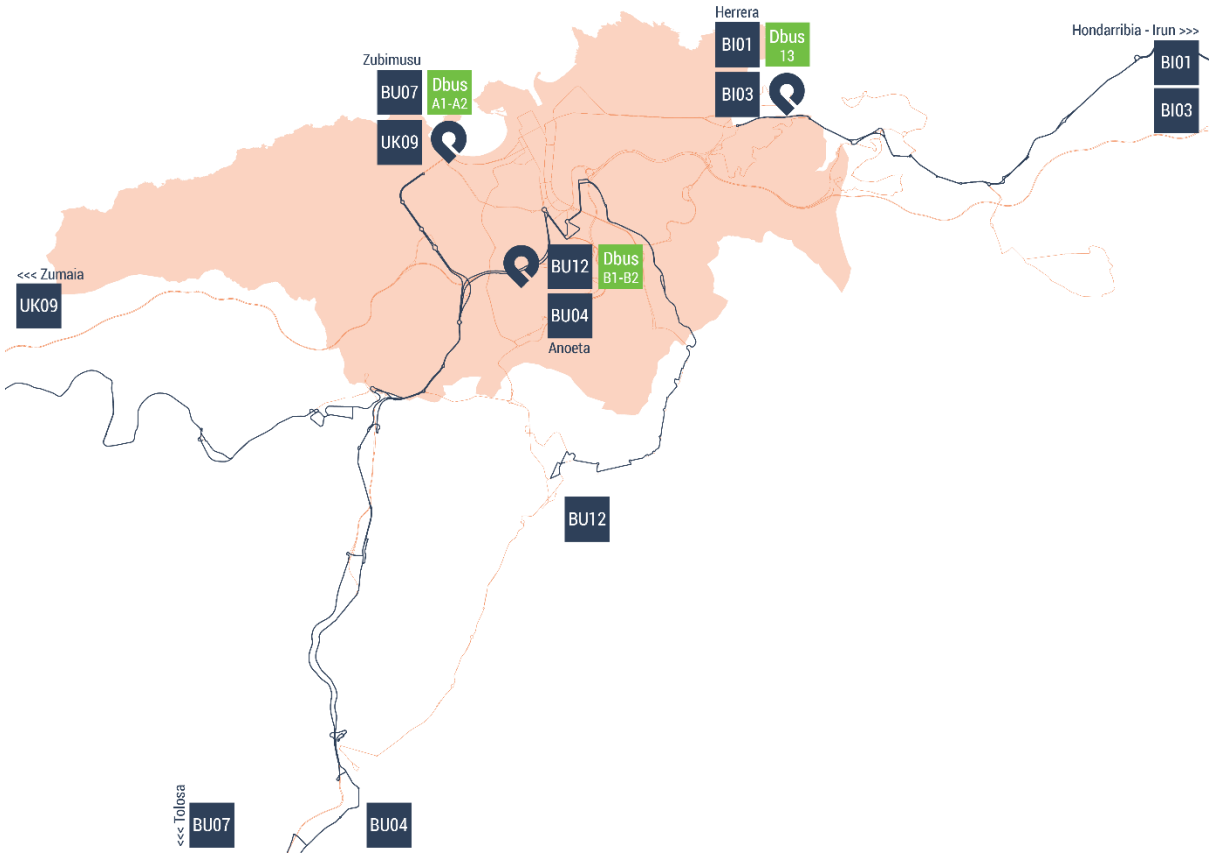 Herrera
BI01
Dbus
13
BI03
Hondarribia - Irun >>>
BI01
BI03
Zubimusu
BU07
Dbus
A1-A2
UK09
<<< Zumaia
UK09
BU12
Dbus
B1-B2
BU04
Anoeta
BU12
<<< Tolosa
BU07
BU04